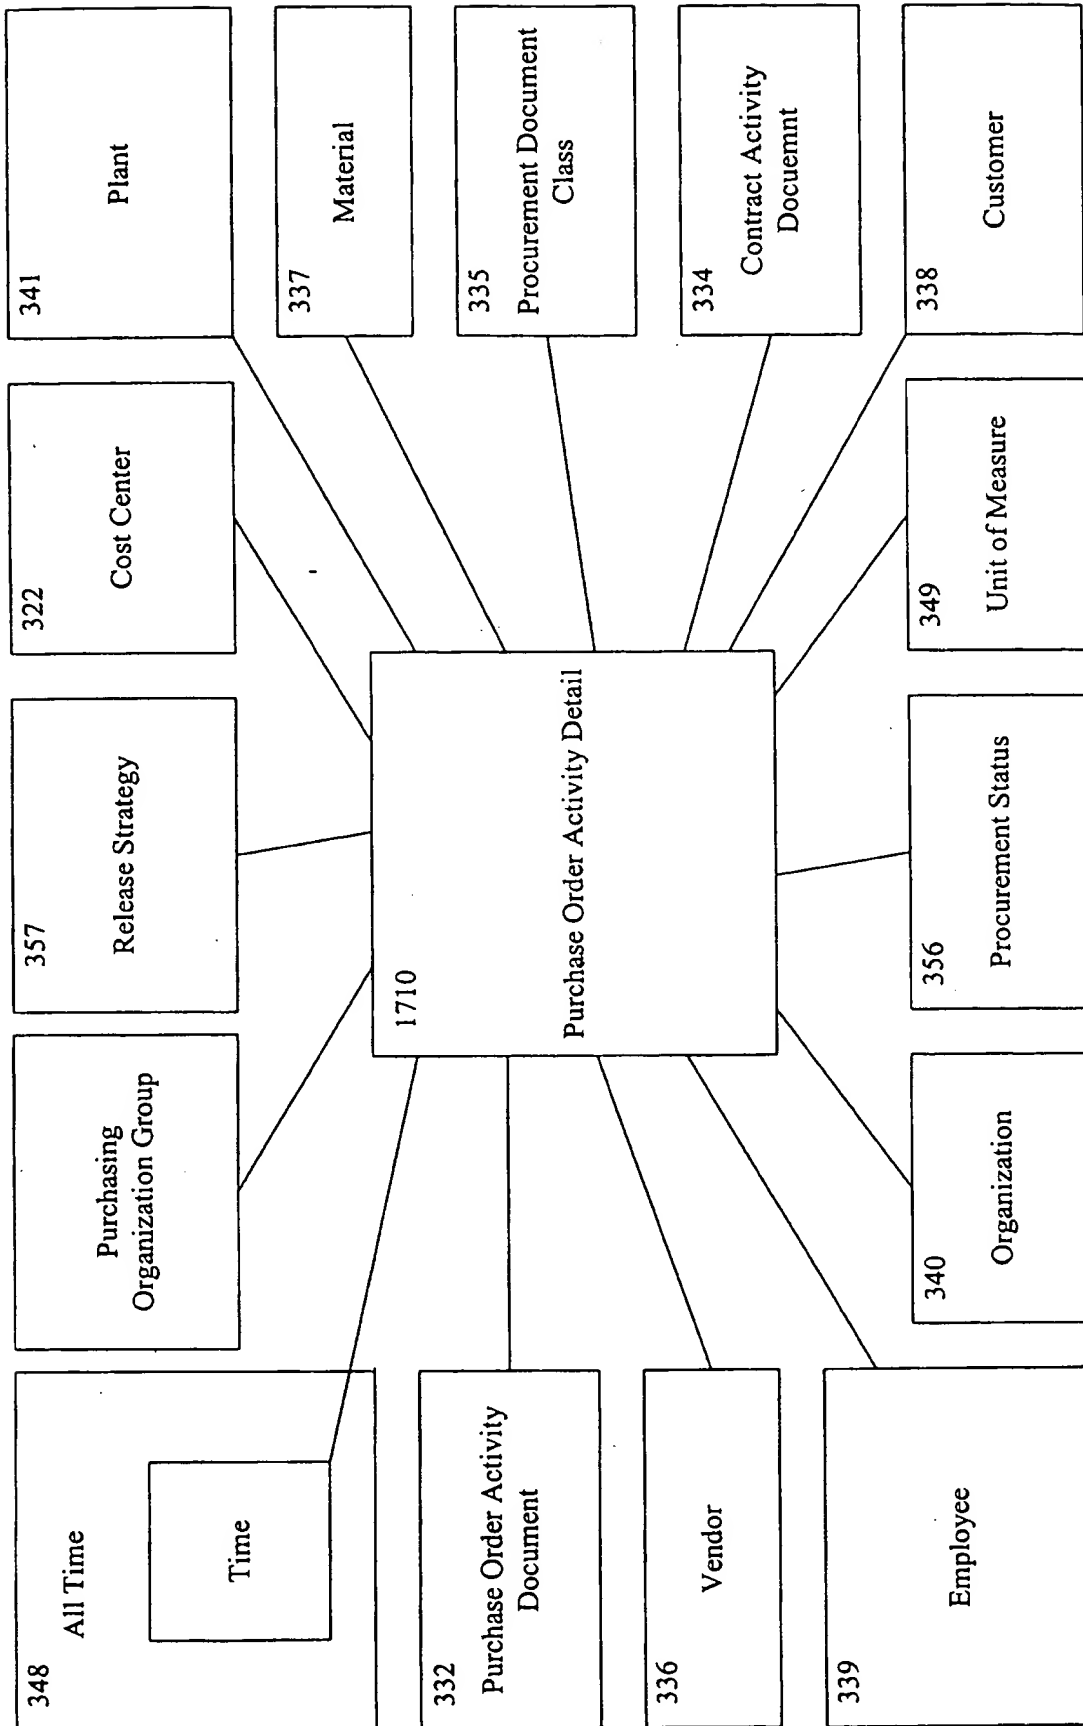 348
All Time
Time
Purchasing
Organization Group
357
Release Strategy
322
Cost Center
341
Plant
332
Purchase Order Activity
Document
336
Vendor
339
Employee
1710
Purchase Order Activity Detail
337
Material
335
Procurement Document
Class
334
Contract Activity
Docuemnt
340
Organization
356
Procurement Status
349
Unit of Measure
338
Customer